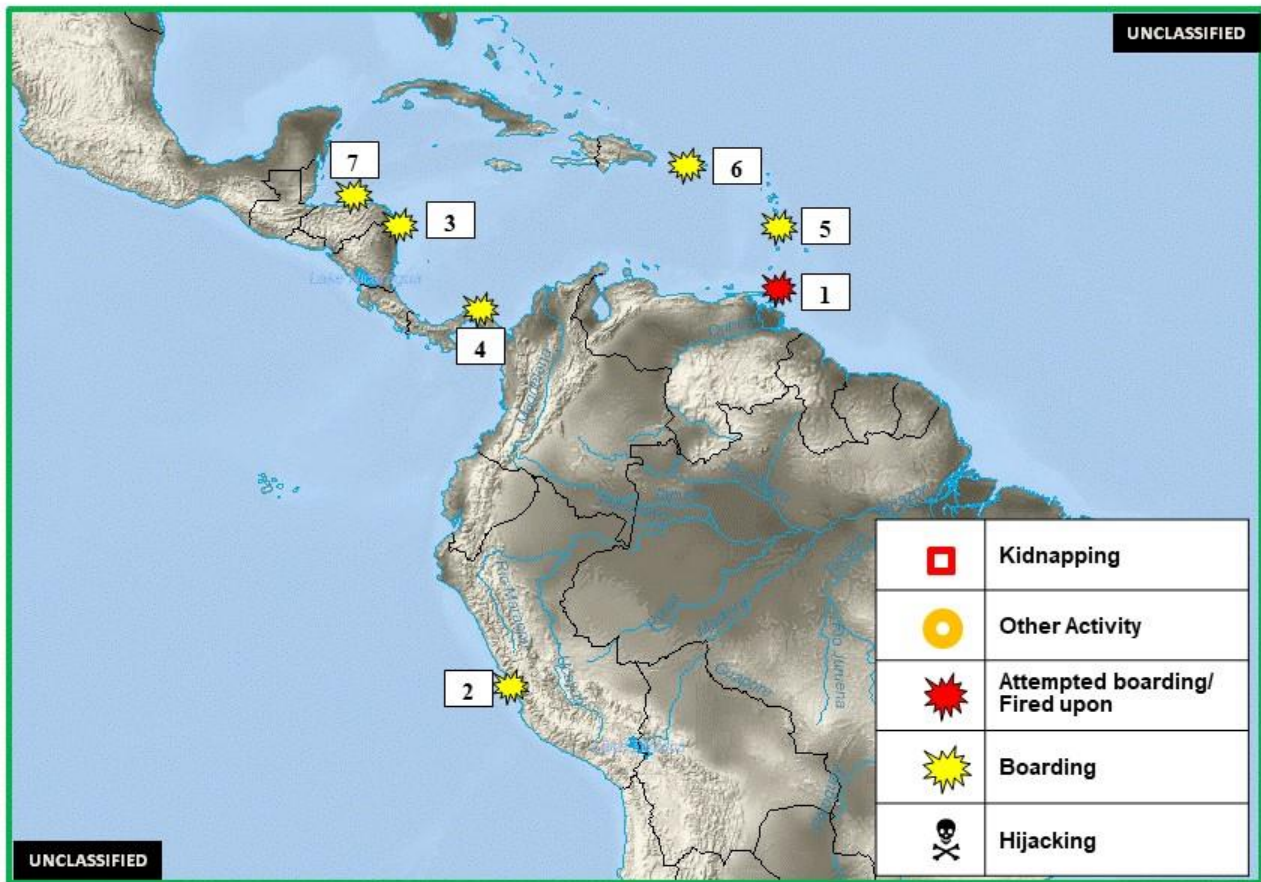 UNCLASSIFIED
7
6
3
5
1
4
2
Kidnapping
Other Activity
Attempted boarding/
Fired upon
Boarding
Hijacking
UNCLASSIFIED